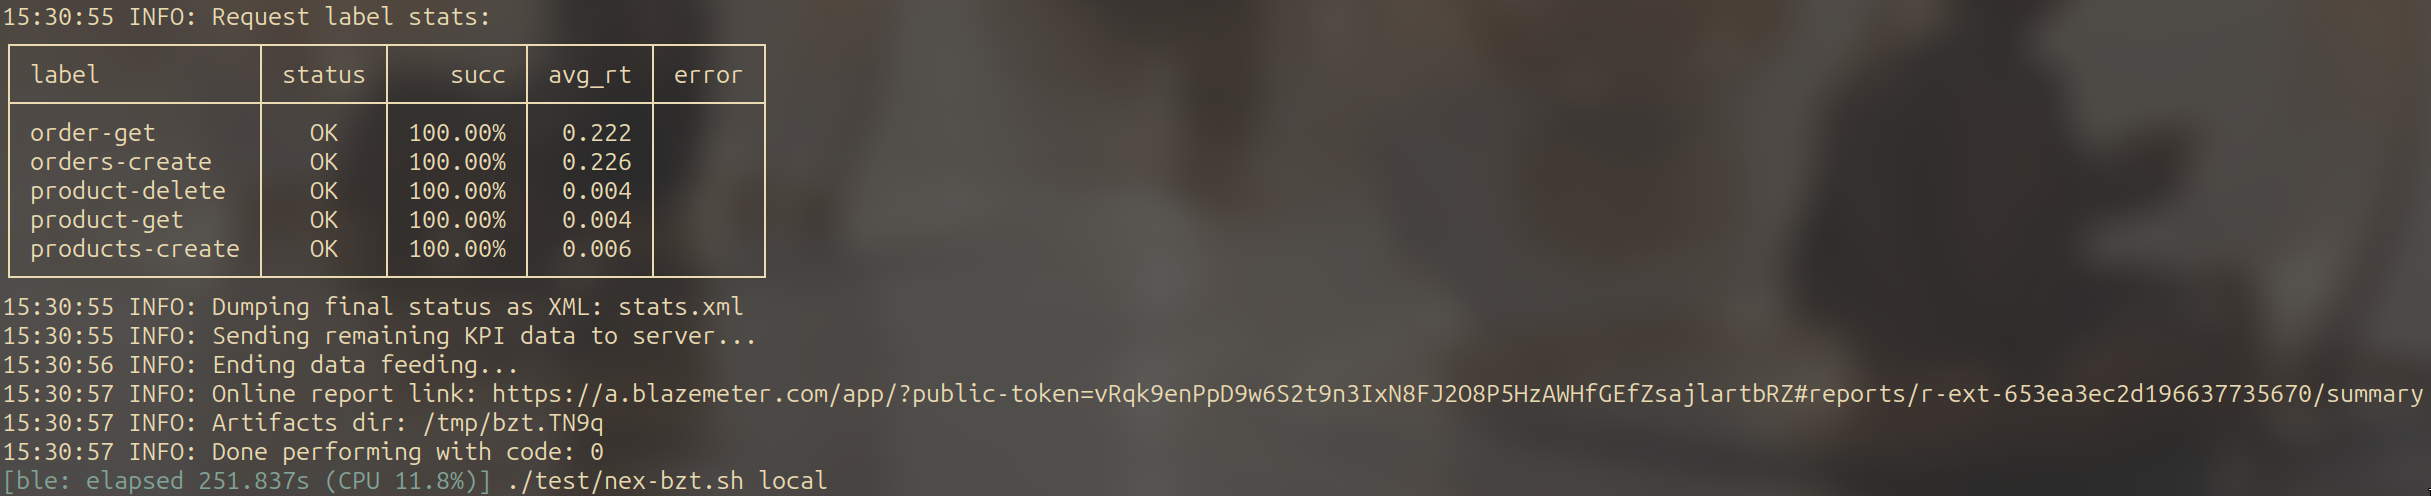 15:30:55 INFO: Request label stats:
label status succ avg_rt error
order-get OK 100.00% 0.222
orders-create OK 100.00% 0.226
product-delete OK 100.00% 0.004
product-get OK 100.00% 0.004
products-create OK 100.00% 0.006
15:30:55 INFO: Dumping final status as XML: stats.xml
15:30:55 INFO: Sending remaining KPI data to server...
15:30:56 INFO: Ending data feeding...
15:30:57 INFO: Online report link: https://a.blazemeter.com/app/?public-token=vRqk9enPpD9w6S2t9n3IxN8FJ2O8P5HzAWHfGEfZsajlartbRZ#reports/r-ext-653ea3ec2d196637735670/summary
15:30:57 INFO: Artifacts dir: /tmp/bzt.TN9q
15:30:57 INFO: Done performing with code: 0
[ble: elapsed 251.837s (CPU 11.8%)] ./test/nex-bzt.sh local